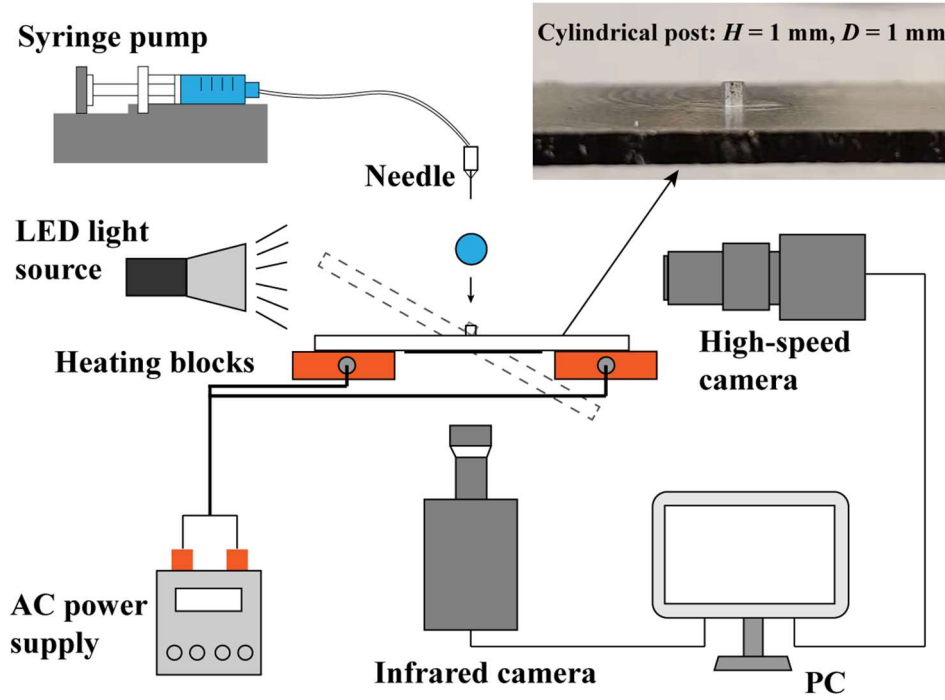 Syringe pump
Cylindrical post: H = 1 mm, D = 1 mm
Needle
LED light
source
Heating blocks
High-speed
camera
AC power
supply
Infrared camera
PC